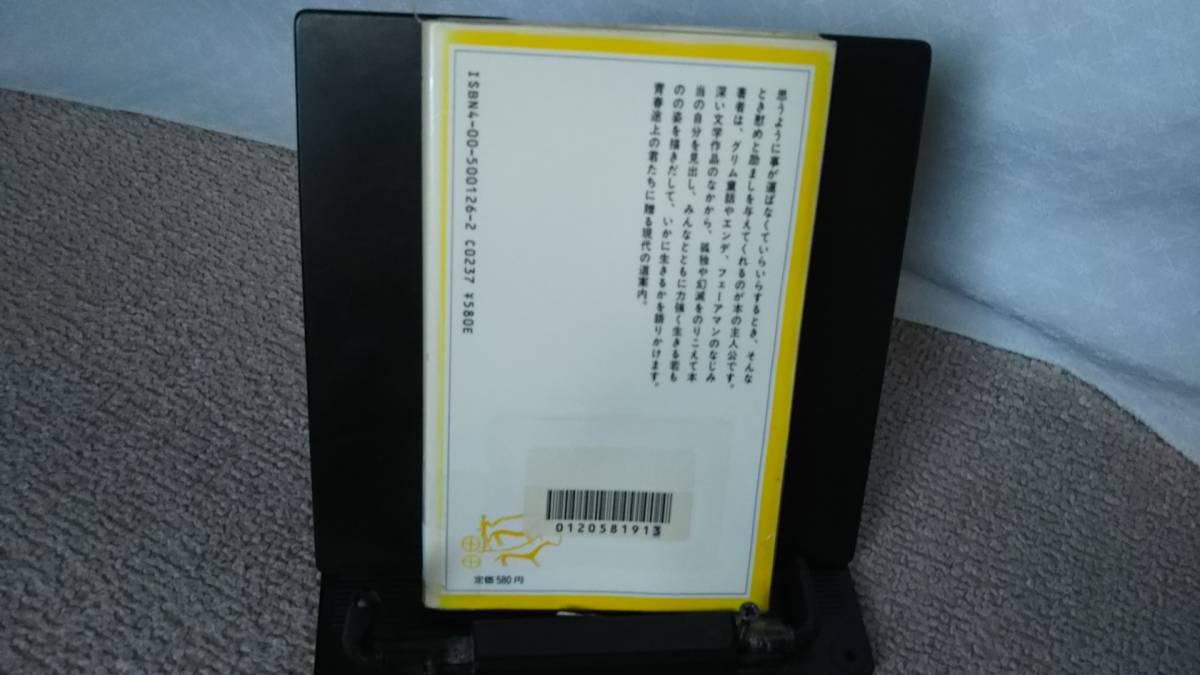 思うように事が運ばなくていらいらするとき、そんな
とき慰めと励ましを与えてくれるのが本の主人公です。
著者は、グリム童話やエンデ、フェーアマンのなじみ
深い文学作品のなかから、孤独や幻滅をのりこえて本
当の自分を見出し、みんなとともに力強く生きる若も
のの姿を描きだして、いかに生きるかを語りかけます。
青春途上の君たちに贈る現代の道案内。
ISBN4-00-500126-2 C0237 ¥580E
0120581913
定価 580 円